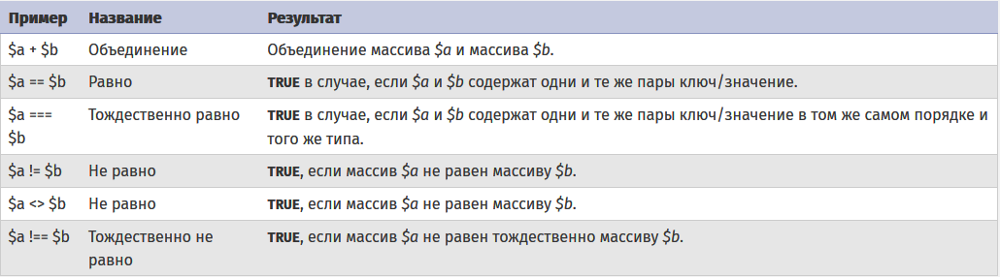 Пример Название Результат
$a + $b Объединение Объединение массива $a и массива $b.
$a == $b Равно TRUE в случае, если $a и $b содержат одни и те же пары ключ/значение.
$a === Тождественно равно TRUE в случае, если $a и $b содержат одни и те же пары ключ/значение в том же самом порядке и
$b того же типа.
$a != $b Не равно TRUE, если массив $a не равен массиву $b.
$a <> $b Не равно TRUE, если массив $a не равен массиву $b.
$a !== $b Тождественно не TRUE, если массив $a не равен тождественно массиву $b.
равно